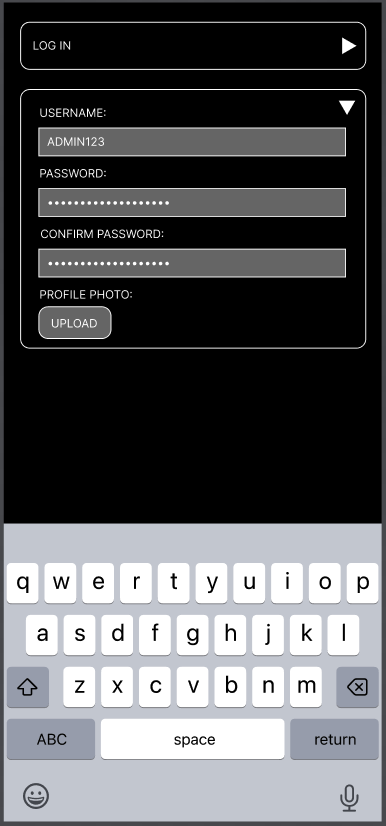 LOG IN
USERNAME:
ADMIN123
PASSWORD:
•••••••••••••••••••
CONFIRM PASSWORD:
•••••••••••••••••••
PROFILE PHOTO:
UPLOAD
q w e r t y u i o p
a s d f g h j k l
z x c v b n m
ABC space return